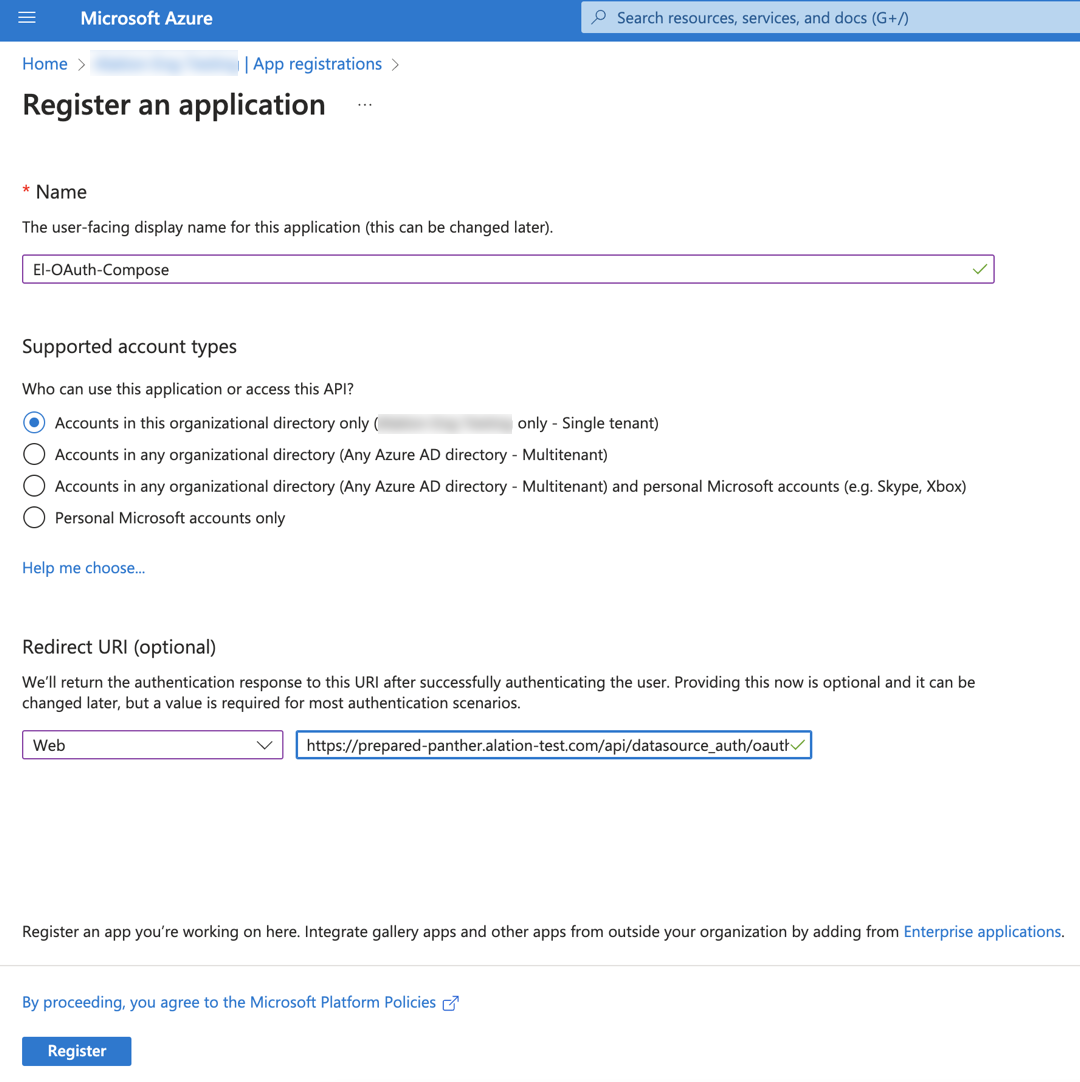 Microsoft Azure
Search resources, services, and docs (G+/)
Home > | App registrations >
Register an application ...
* Name
The user-facing display name for this application (this can be changed later).
El-OAuth-Compose
Supported account types
Who can use this application or access this API?
Accounts in this organizational directory only ( only - Single tenant)
Accounts in any organizational directory (Any Azure AD directory - Multitenant)
Accounts in any organizational directory (Any Azure AD directory - Multitenant) and personal Microsoft accounts (e.g. Skype, Xbox)
Personal Microsoft accounts only
Help me choose...
Redirect URI (optional)
We’ll return the authentication response to this URI after successfully authenticating the user. Providing this now is optional and it can be
changed later, but a value is required for most authentication scenarios.
Web
https://prepared-panther.alation-test.com/api/datasource_auth/oauth
Register an app you’re working on here. Integrate gallery apps and other apps from outside your organization by adding from Enterprise applications.
By proceeding, you agree to the Microsoft Platform Policies
Register